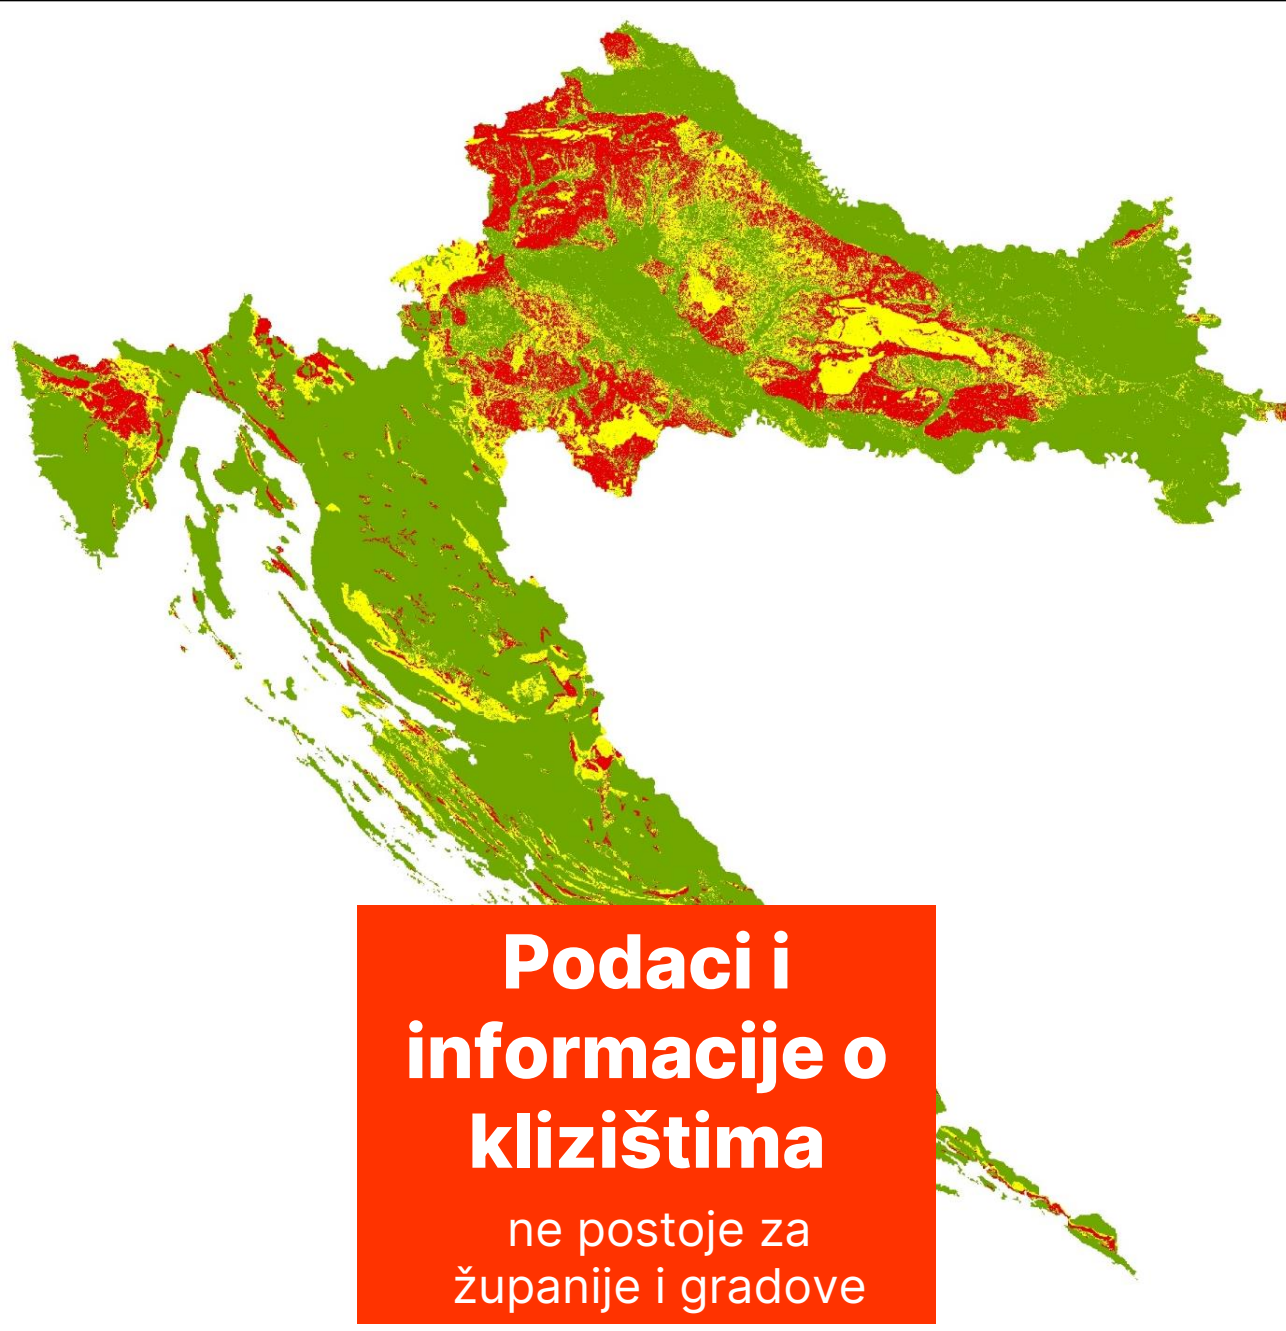 Podaci i
informacije o
klizištima
ne postoje za
županije i gradove